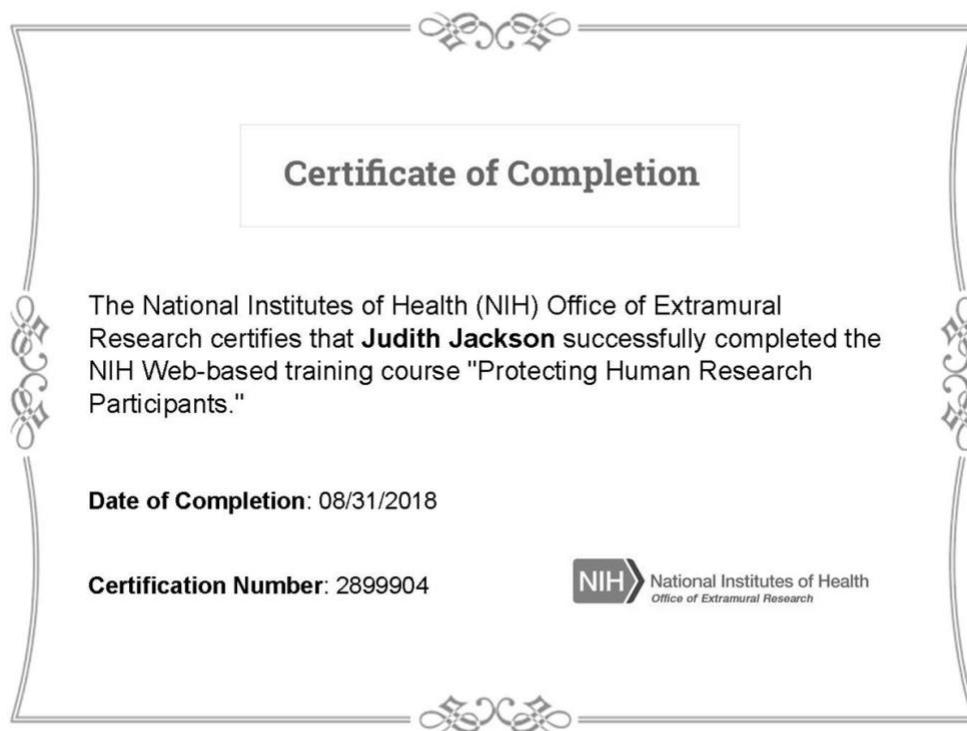 Certificate of Completion
The National Institutes of Health (NIH) Office of Extramural
Research certifies that Judith Jackson successfully completed the
NIH Web-based training course "Protecting Human Research
Participants."
Date of Completion: 08/31/2018
Certification Number: 2899904
NIH National Institutes of Health
Office of Extramural Research